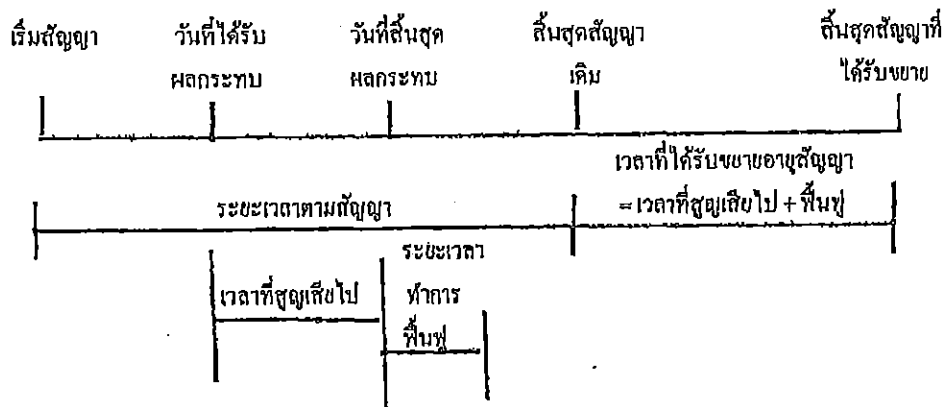 เริ่มสัญญา
วันที่ได้รับ
ผลกระทบ
วันที่สิ้นสุด
ผลกระทบ
สิ้นสุดสัญญา
เดิม
สิ้นสุดสัญญาที่
ได้รับขยาย
เวลาที่ได้รับขยายอายุสัญญา
= เวลาที่สูญเสียไป + ฟื้นฟู
ระยะเวลาตามสัญญา
เวลาที่สูญเสียไป
ระยะเวลา
ทำการ
ฟื้นฟู